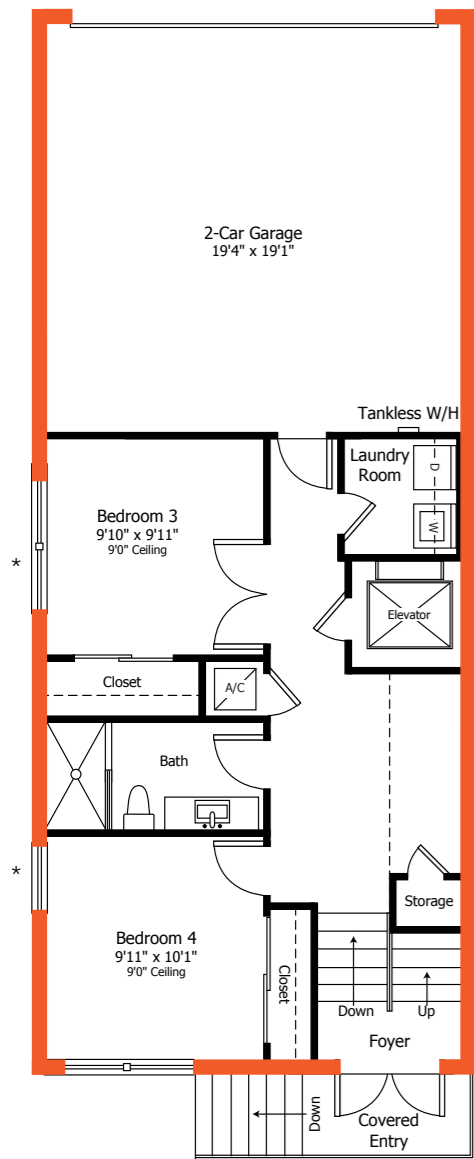 2-Car Garage
19'4" x 19'1"
Tankless W/H
Laundry
Room
D
W
Bedroom 3
9'10" x 9'11"
9'0" Ceiling
*
Elevator
Closet
A/C
Bath
*
Storage
Bedroom 4
9'11" x 10'1"
9'0" Ceiling
Closet
Down
Up
Foyer
Down
Covered
Entry